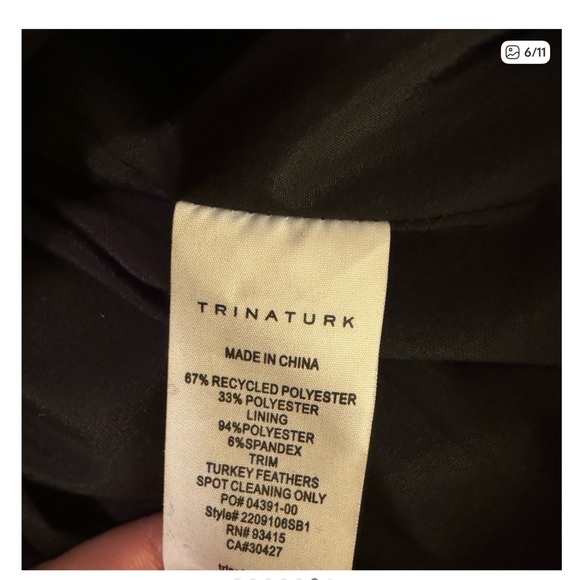 6/11
TRINATURK
MADE IN CHINA
67% RECYCLED POLYESTER
33% POLYESTER
LINING
94%POLYESTER
6%SPANDEX
TRIM
TURKEY FEATHERS
SPOT CLEANING ONLY
PO# 04391-00
Style# 2209106SB1
RN# 93415
CA#30427